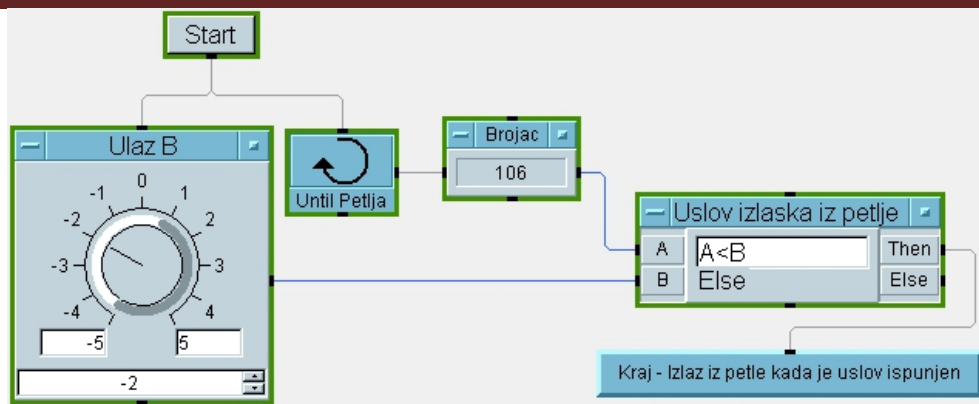 Start
Ulaz B
0
-1
1
-2
2
-3
3
-4
4
-5
5
-2
Until Petlja
Brojac
106
Uslov izlaska iz petlje
A
A<B
Then
B
Else
Else
Kraj - Izlaz iz petle kada je uslov ispunjen